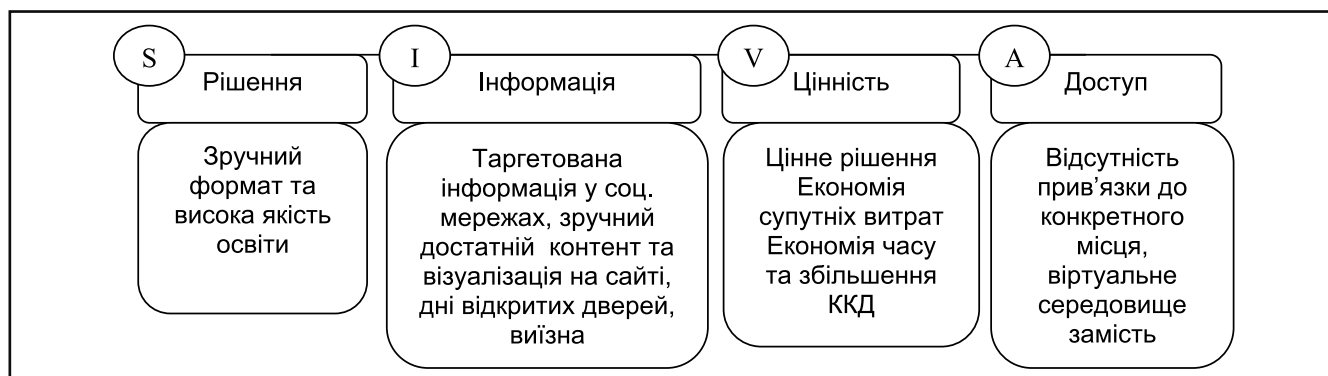 S
Рішення
Зручний
формат та
висока якість
освіти
I
Інформація
Таргетована
інформація у соц.
мережах, зручний
достатній контент та
візуалізація на сайті,
дні відкритих дверей,
виїзна
V
Цінність
Цінне рішення
Економія
супутніх витрат
Економія часу
та збільшення
ККД
A
Доступ
Відсутність
прив’язки до
конкретного
місця,
віртуальне
середовище
замість